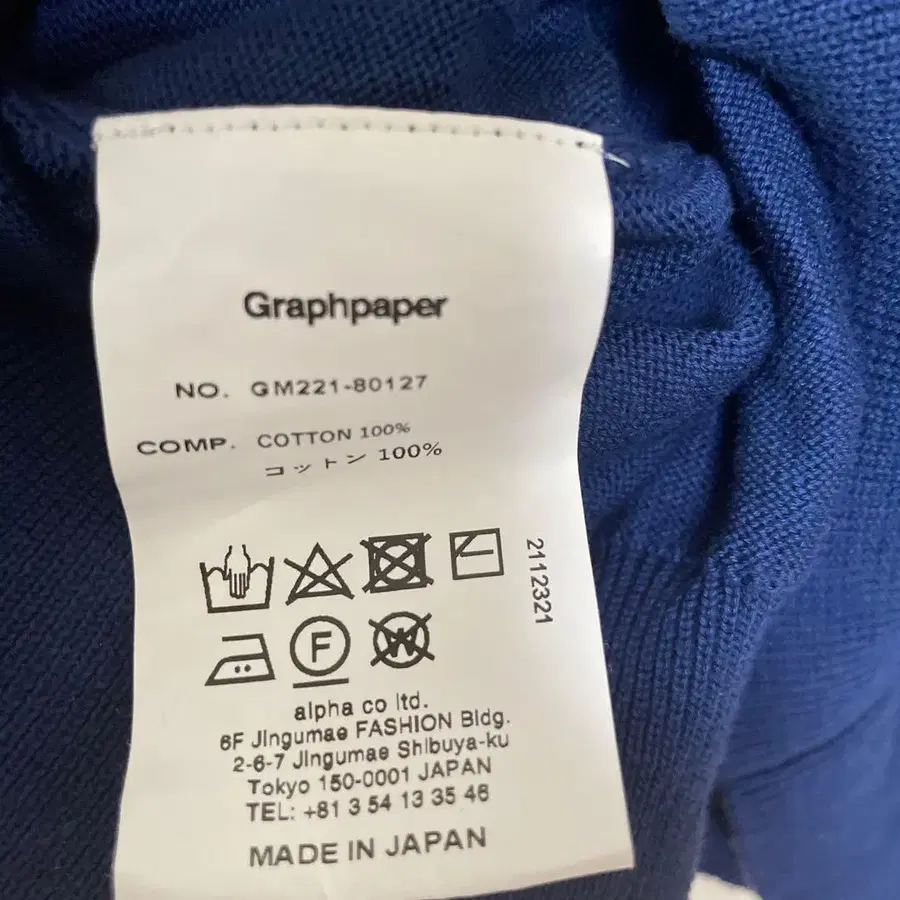 Graphpaper
NO. GM221-80127
COMP. COTTON 100%
コットン 100%
2112321
F
W
alpha co ltd.
6F Jingumae FASHION Bldg.
2-6-7 Jingumae Shibuya-ku
Tokyo 150-0001 JAPAN
TEL: +81 3 54 13 35 46
MADE IN JAPAN